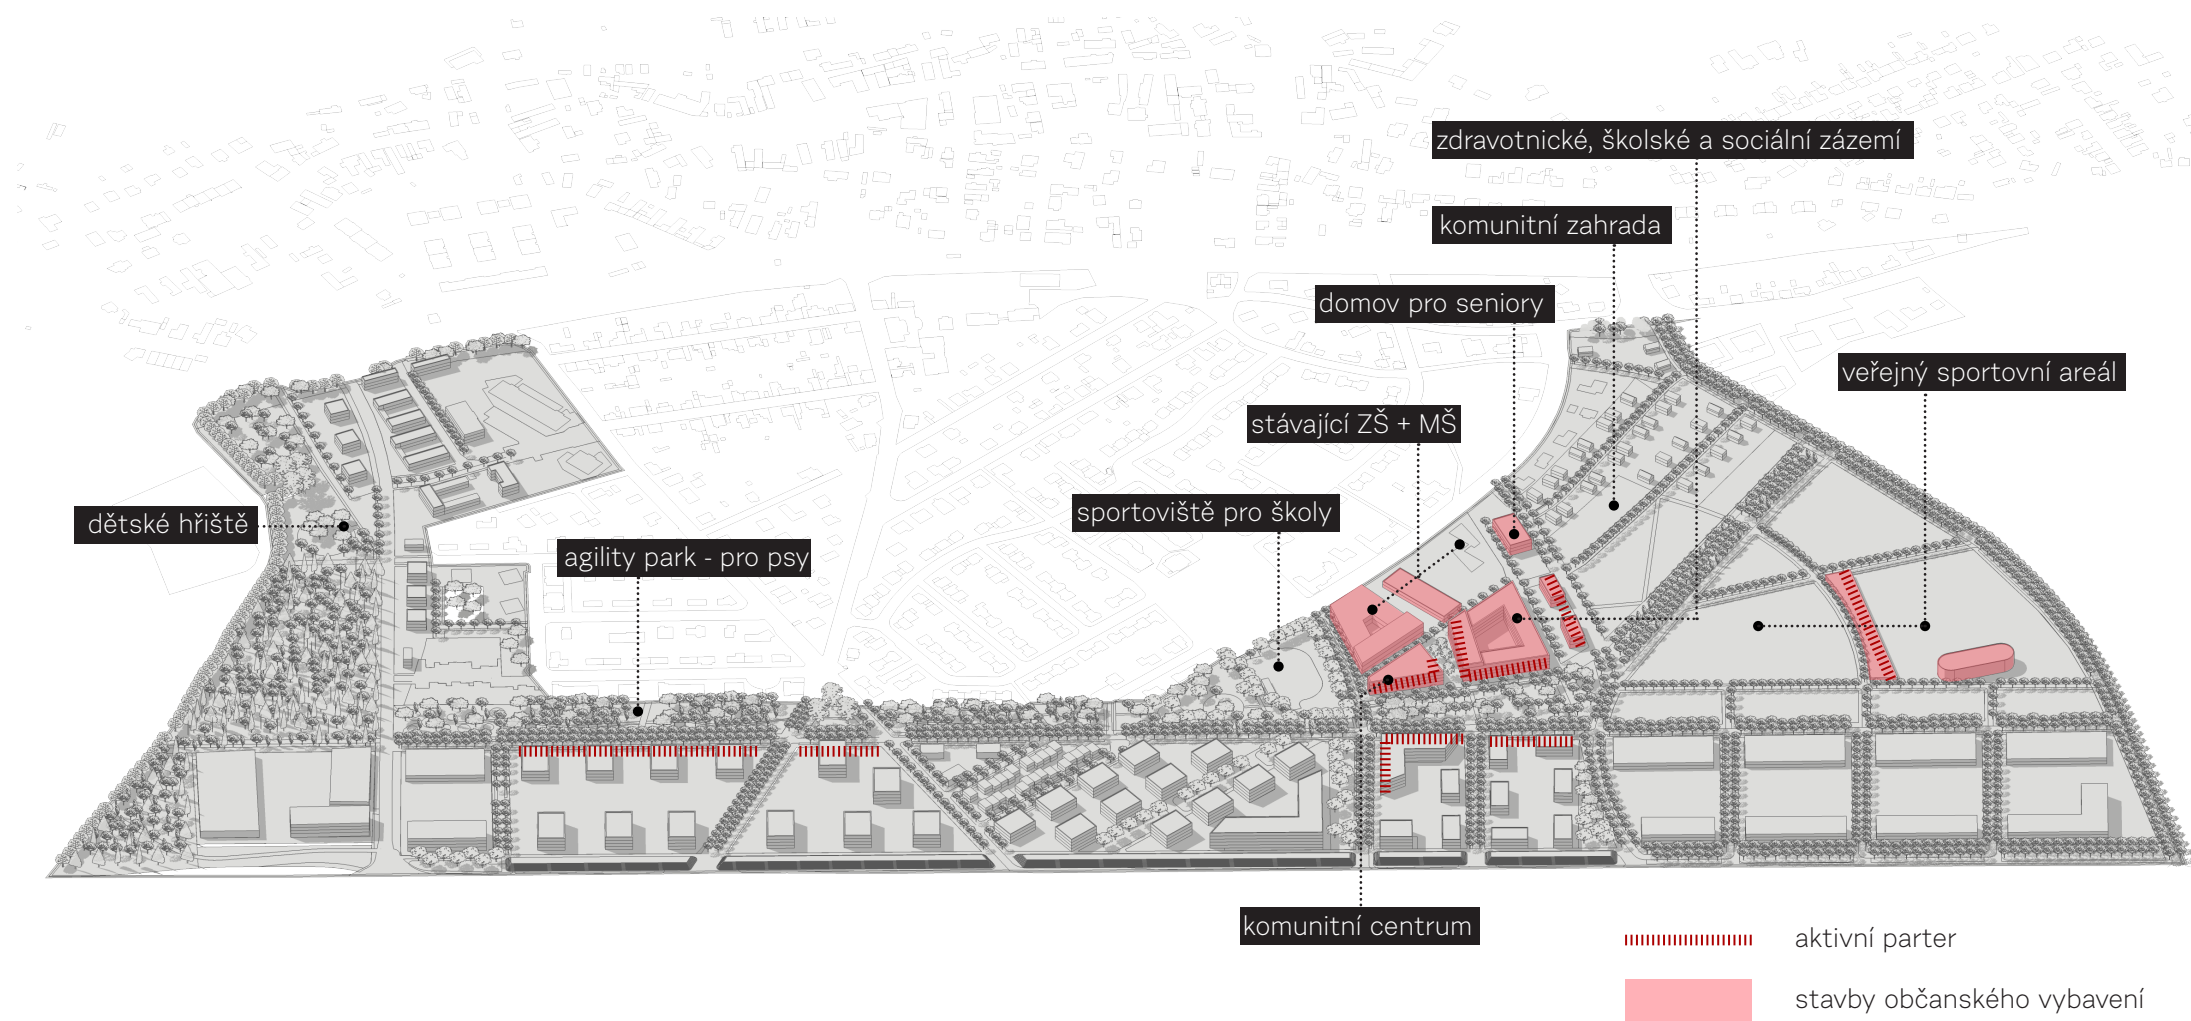 zdravotnické, školské a sociální zázemí
komunitní zahrada
domov pro seniory
veřejný sportovní areál
stávající ZŠ + MŠ
sportoviště pro školy
dětské hřiště
agility park - pro psy
komunitní centrum
aktivní parter
stavby občanského vybavení